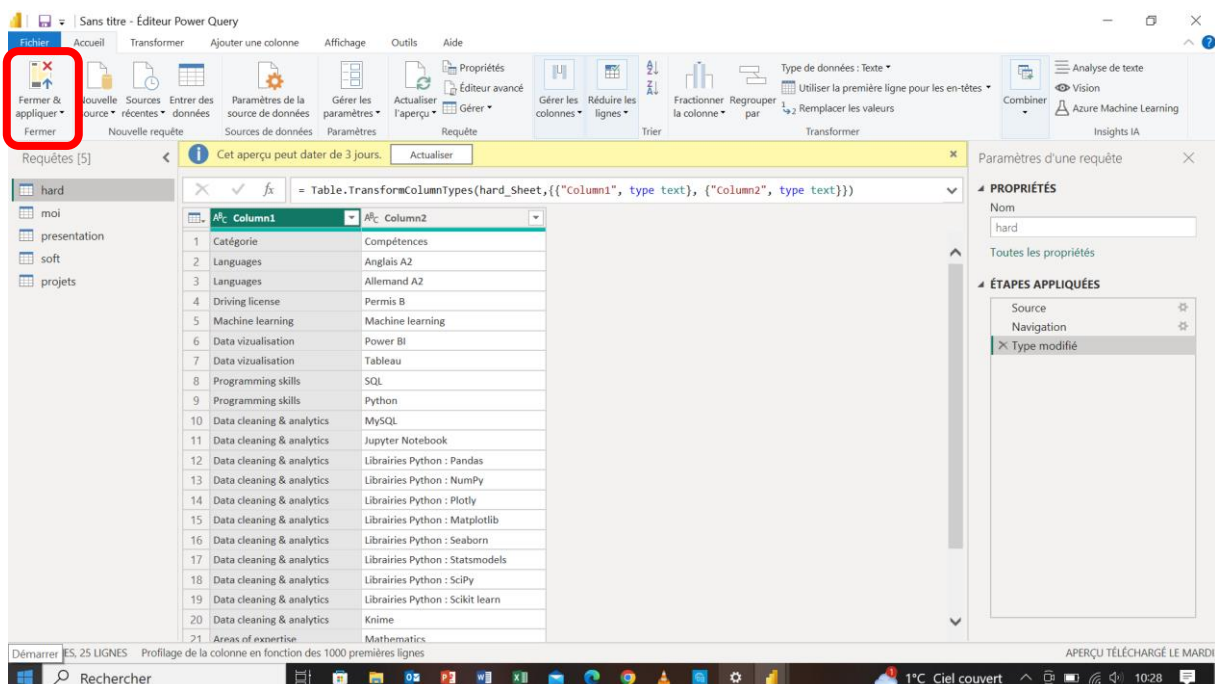 Sans titre - Éditeur Power Query
Fichier Accueil Transformer Ajouter une colonne Affichage Outils Aide
Fermer & appliquer
Fermer
Sources récentes
Entrer des données
Nouvelle requête
Paramètres de la source de données
Sources de données
Gérer les paramètres
Paramètres
Actualiser l'aperçu
Propriétés
Éditeur avancé
Gérer
Requête
Gérer les colonnes
Réduire les lignes
Trier
Fractionner la colonne
Regrouper par
Type de données : Texte
Utiliser la première ligne pour les en-têtes
Remplacer les valeurs
Transformer
Combiner
Analyse de texte
Vision
Azure Machine Learning
Insights IA
Requêtes [5]
hard
moi
presentation
soft
projets
Cet aperçu peut dater de 3 jours. Actualiser
fx = Table.TransformColumnTypes(hard_Sheet,{{"Column1", type text}, {"Column2", type text}})
ABC Column1 ABC Column2
1 Catégorie Compétences
2 Languages Anglais A2
3 Languages Allemand A2
4 Driving license Permis B
5 Machine learning Machine learning
6 Data vizualisation Power BI
7 Data vizualisation Tableau
8 Programming skills SQL
9 Programming skills Python
10 Data cleaning & analytics MySQL
11 Data cleaning & analytics Jupyter Notebook
12 Data cleaning & analytics Librairies Python : Pandas
13 Data cleaning & analytics Librairies Python : NumPy
14 Data cleaning & analytics Librairies Python : Plotly
15 Data cleaning & analytics Librairies Python : Matplotlib
16 Data cleaning & analytics Librairies Python : Seaborn
17 Data cleaning & analytics Librairies Python : Statsmodels
18 Data cleaning & analytics Librairies Python : SciPy
19 Data cleaning & analytics Librairies Python : Scikit learn
20 Data cleaning & analytics Knime
21 Areas of expertise Mathematics
Paramètres d'une requête
PROPRIÉTÉS
Nom
hard
Toutes les propriétés
ÉTAPES APPLIQUÉES
Source
Navigation
Type modifié
Démarrer ES, 25 LIGNES Profilage de la colonne en fonction des 1000 premières lignes APERÇU TÉLÉCHARGÉ LE MARDI
Rechercher 1°C Ciel couvert 10:28